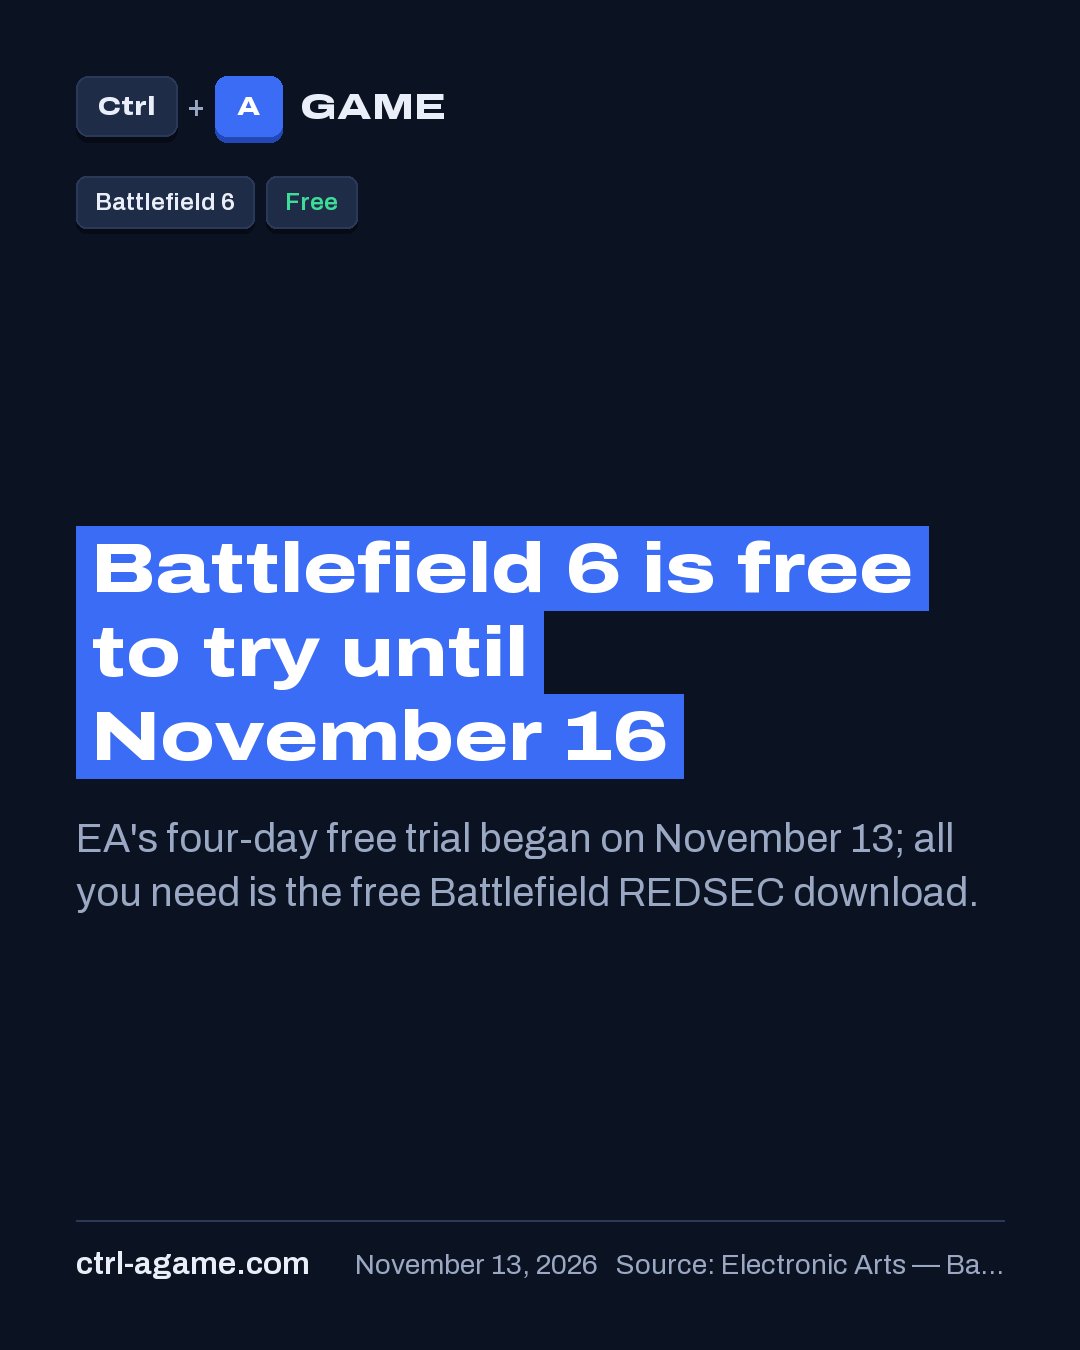 Ctrl + A GAME
Battlefield 6 Free
Battlefield 6 is free
to try until
November 16
EA's four-day free trial began on November 13; all
you need is the free Battlefield REDSEC download.
ctrl-agame.com November 13, 2026 Source: Electronic Arts — Ba...